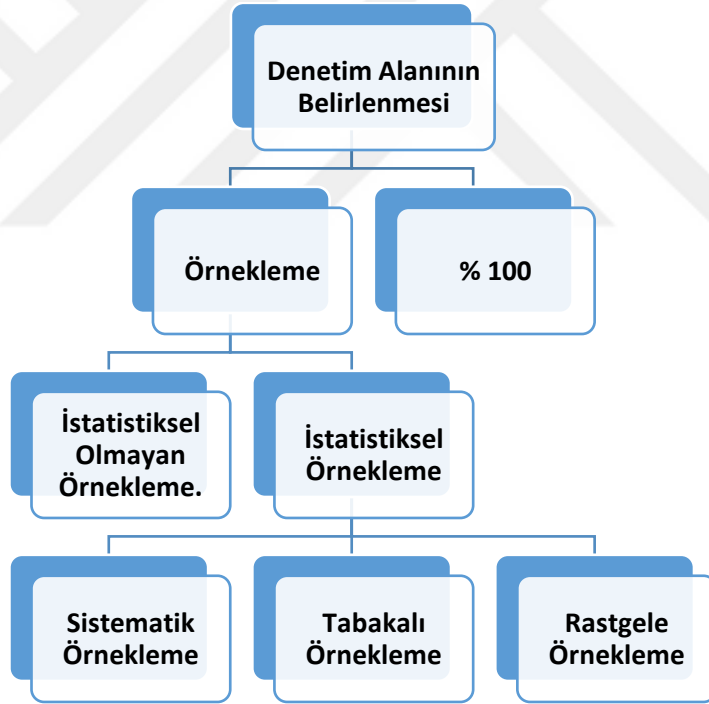 Denetim Alanının
Belirlenmesi
Örnekleme
% 100
İstatistiksel
Olmayan
Örnekleme.
İstatistiksel
Örnekleme
Sistematik
Örnekleme
Tabakalı
Örnekleme
Rastgele
Örnekleme